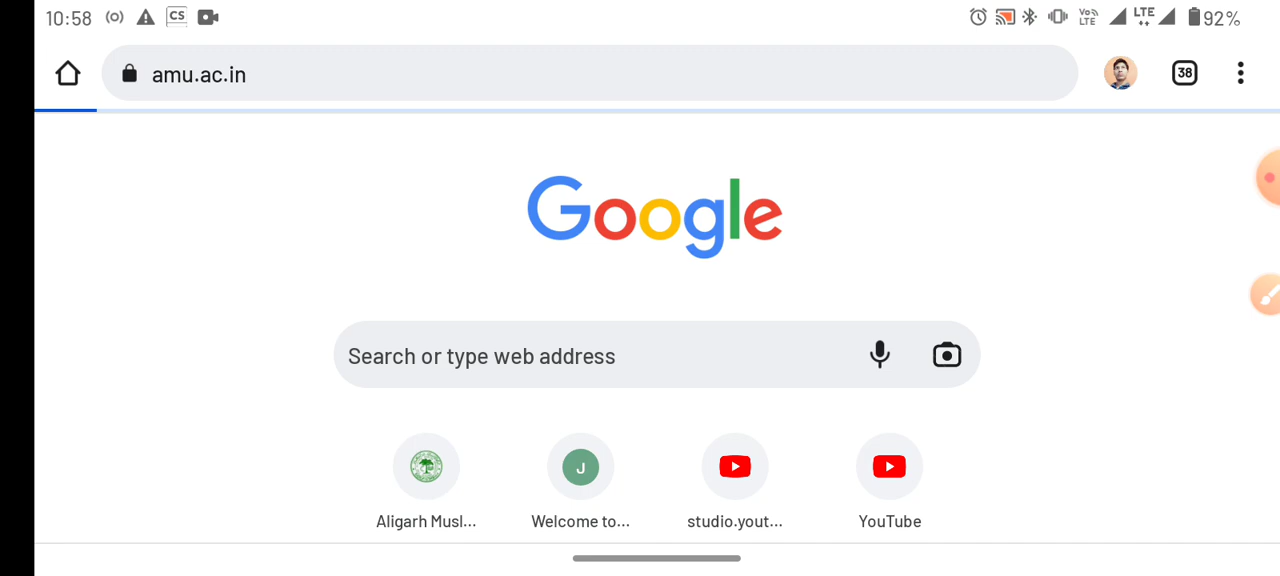 10:58 CS VoLTE LTE 92%
amu.ac.in 38
Google
Search or type web address
J
Aligarh Musl... Welcome to... studio.yout... YouTube